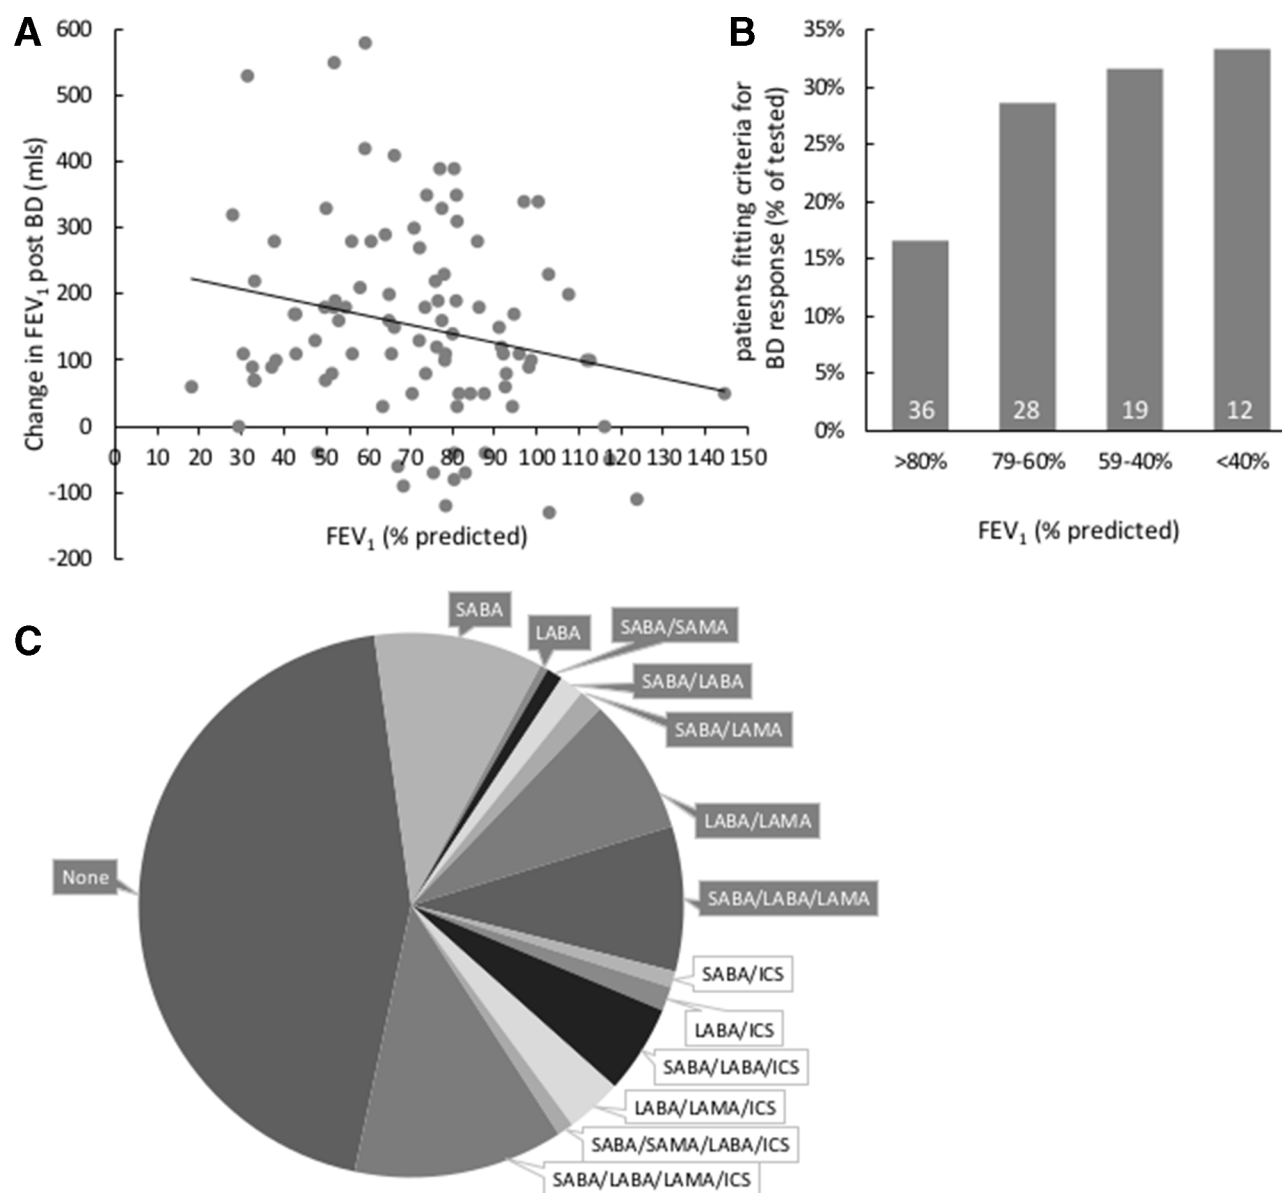 A
600
500
400
300
200
100
0
-100
-200
Change in FEV1 post BD (mls)
0 10 20 30 40 50 60 70 80 90 100 110 120 130 140 150
FEV1 (% predicted)
B
35%
30%
25%
20%
15%
10%
5%
0%
patients fitting criteria for
BD response (% of tested)
36 28 19 12
>80% 79-60% 59-40% <40%
FEV1 (% predicted)
C
SABA
LABA
SABA/SAMA
SABA/LABA
SABA/LAMA
LABA/LAMA
None
SABA/LABA/LAMA
SABA/ICS
LABA/ICS
SABA/LABA/ICS
LABA/LAMA/ICS
SABA/SAMA/LABA/ICS
SABA/LABA/LAMA/ICS